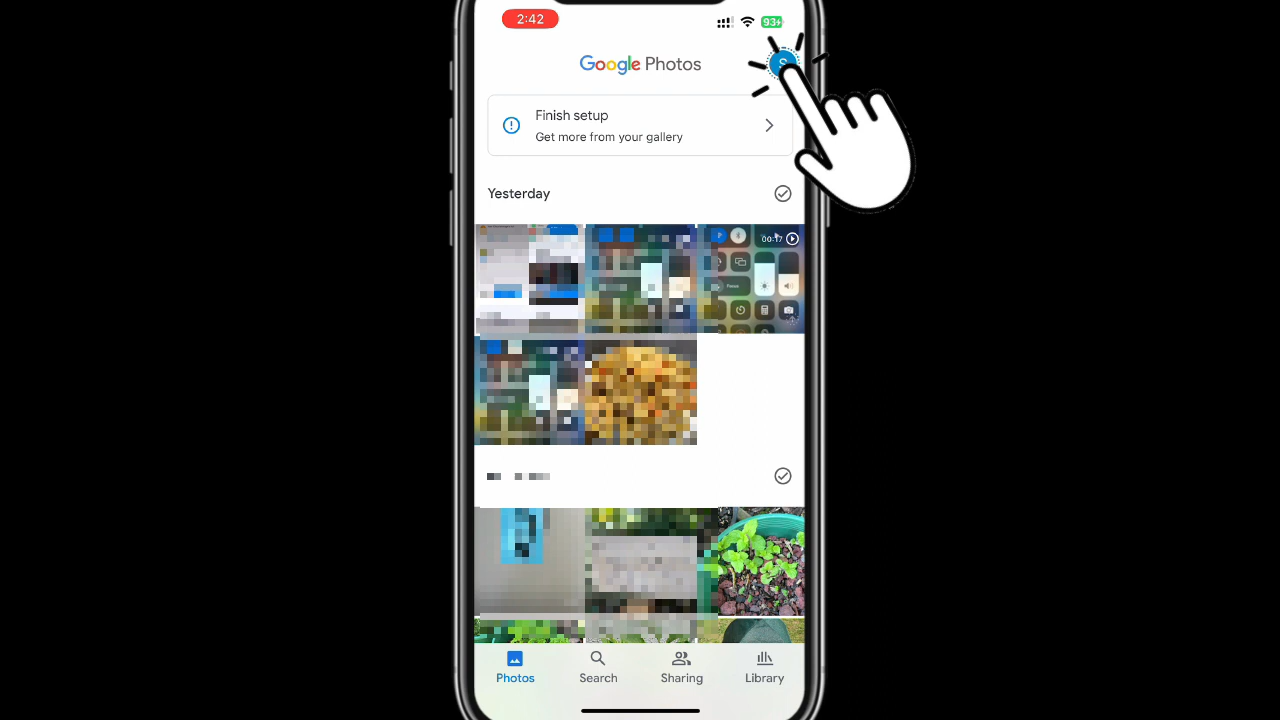 2:42
93
Google Photos
S
Finish setup
Get more from your gallery
Yesterday
00:17
Focus
Photos
Search
Sharing
Library